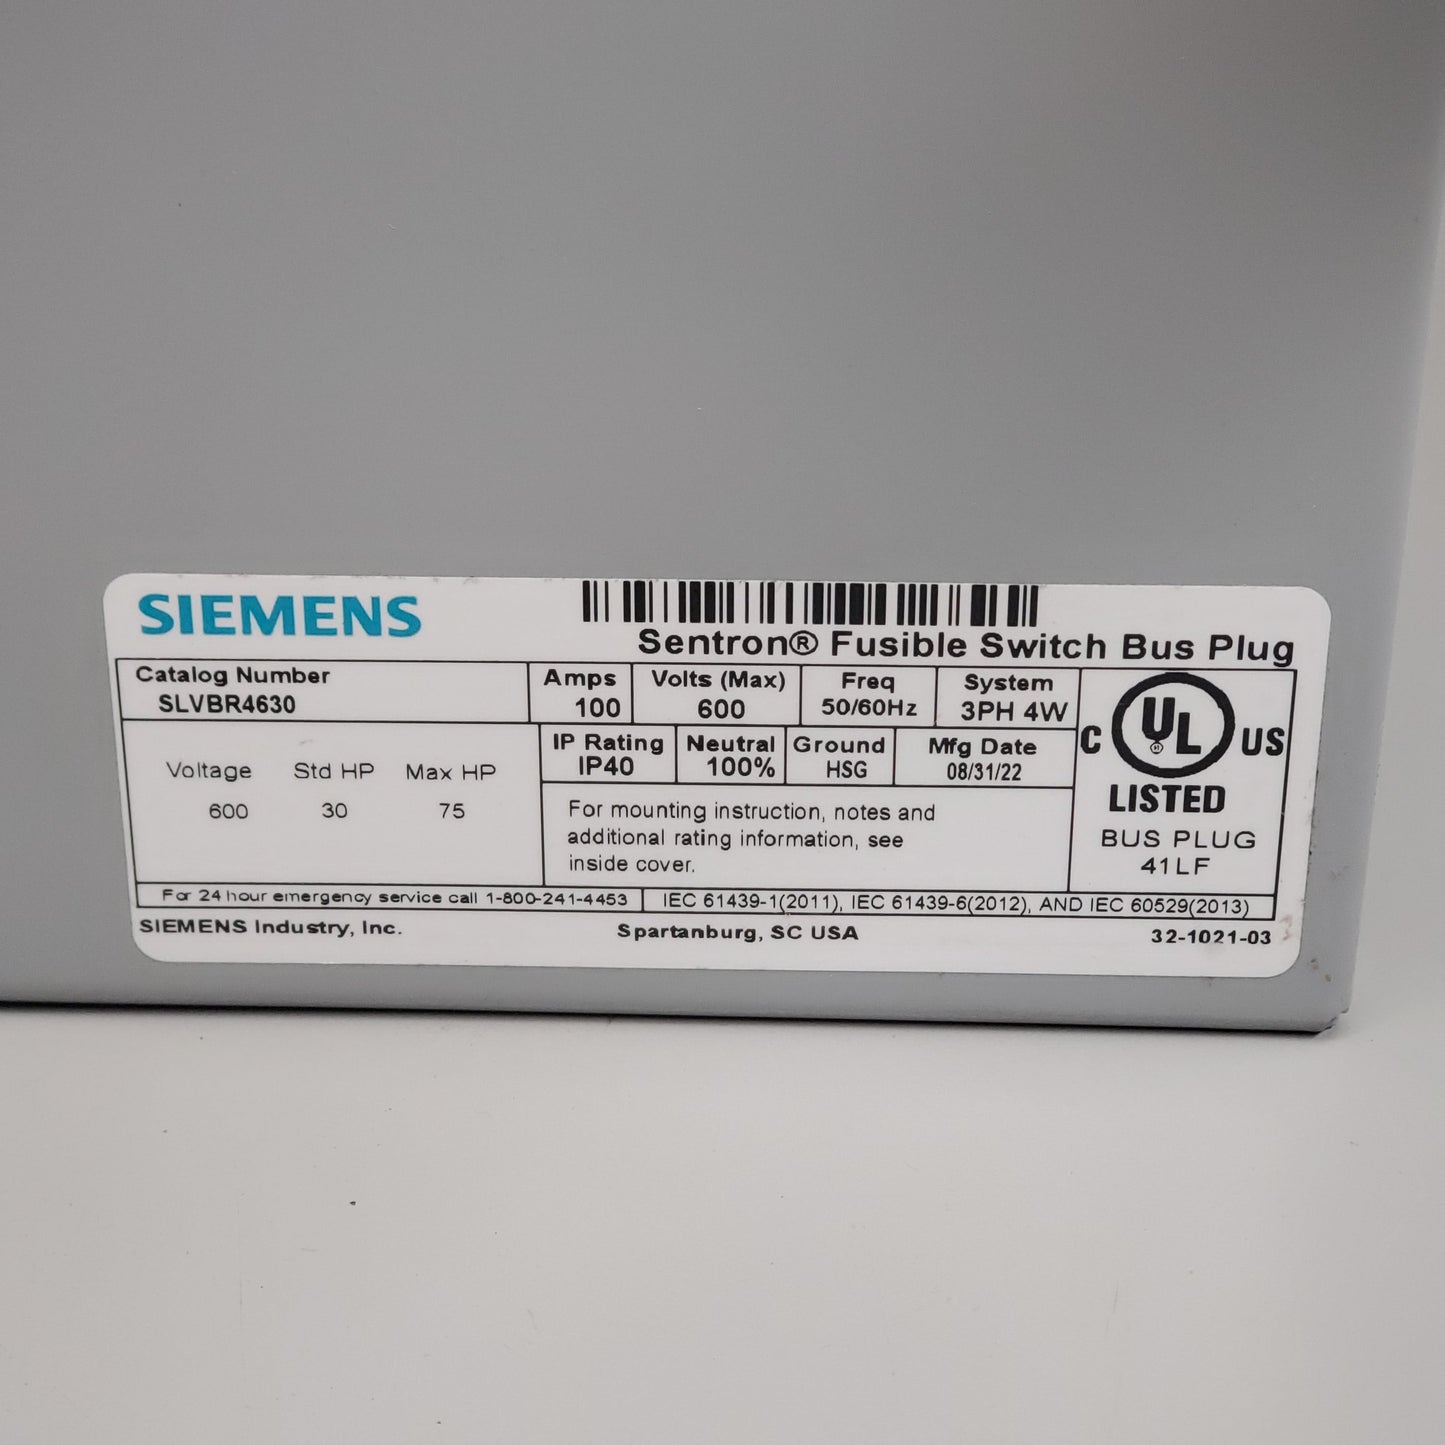 SIEMENS
Sentron® Fusible Switch Bus Plug
Catalog Number
SLVBR4630
Amps
100
Volts (Max)
600
Freq
50/60Hz
System
3PH 4W
Voltage Std HP Max HP
600 30 75
IP Rating
IP40
Neutral
100%
Ground
HSG
Mfg Date
08/31/22
For mounting instruction, notes and
additional rating information, see
inside cover.
C UL US
LISTED
BUS PLUG
41LF
For 24 hour emergency service call 1-800-241-4453
IEC 61439-1(2011), IEC 61439-6(2012), AND IEC 60529(2013)
SIEMENS Industry, Inc. Spartanburg, SC USA 32-1021-03